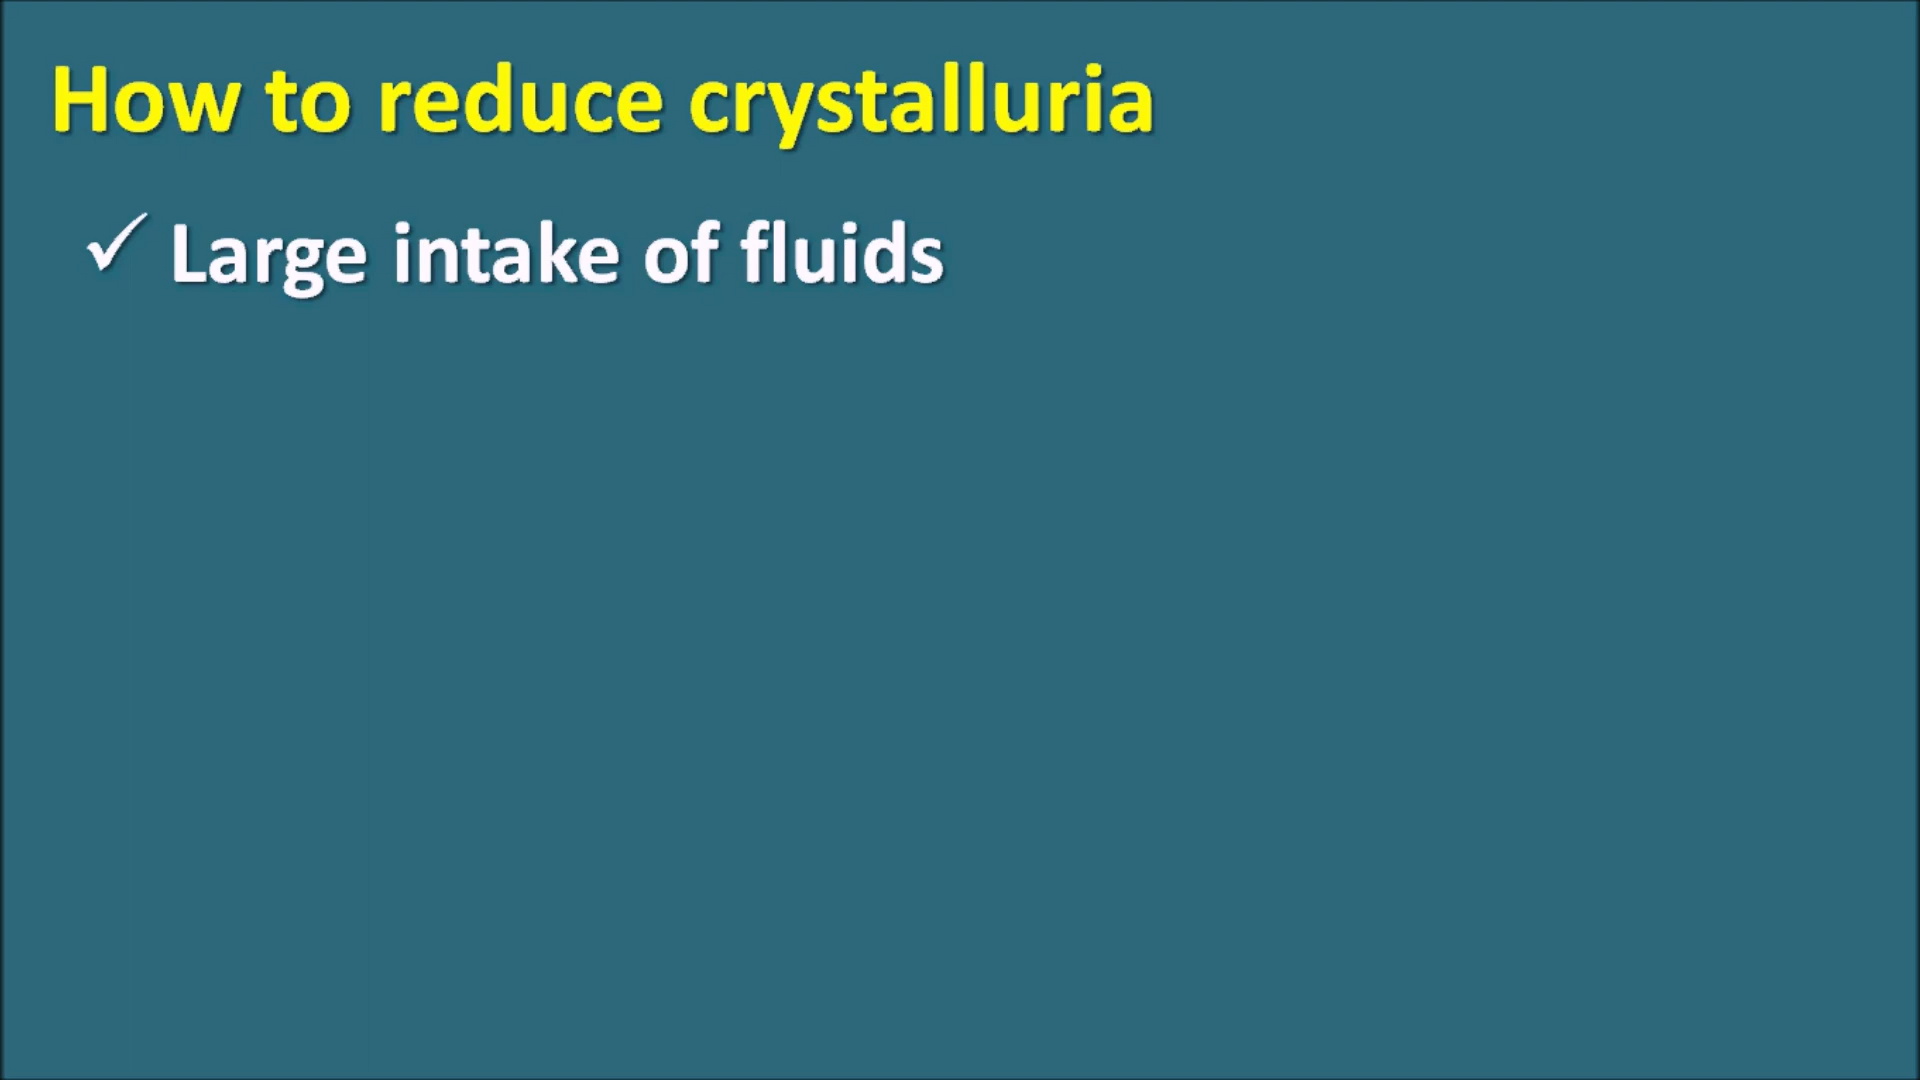 How to reduce crystalluria
✓ Large intake of fluids